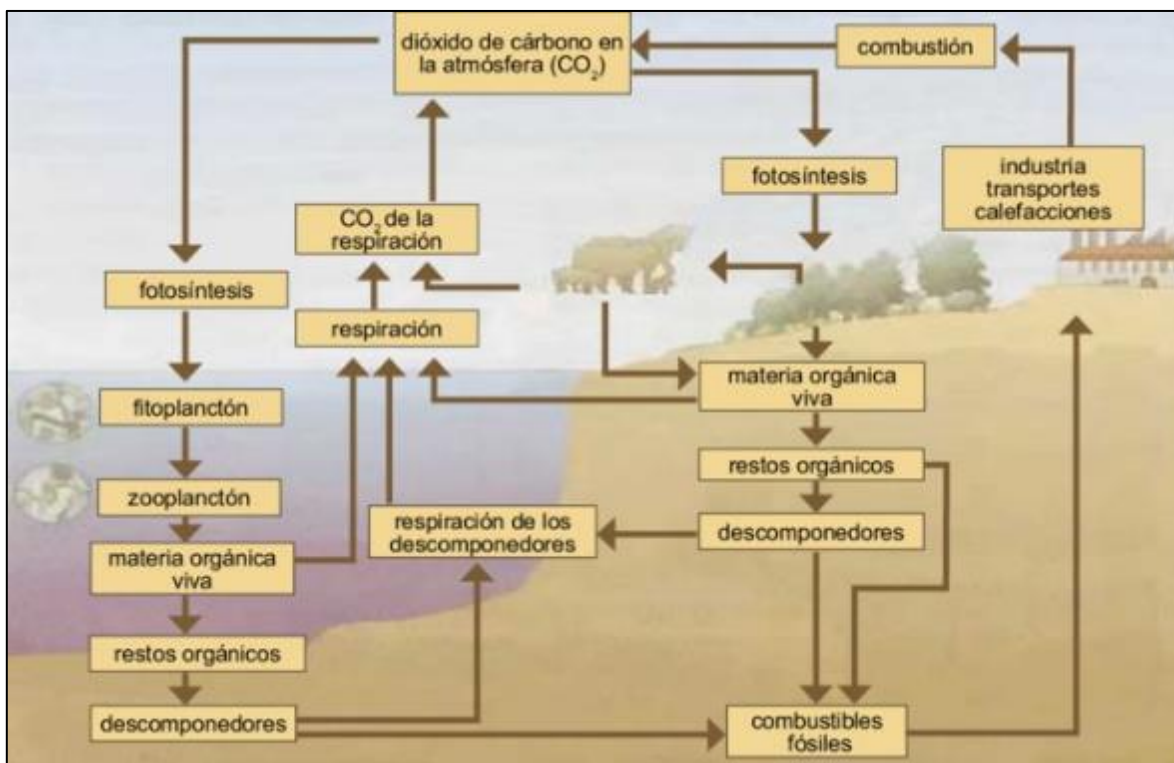 dióxido de cárbono en
la atmósfera (CO₂)
combustión
fotosíntesis
industria
transportes
calefacciones
CO₂ de la
respiración
fotosíntesis
respiración
materia orgánica
viva
fitoplanctón
restos orgánicos
zooplanctón
respiración de los
descomponedores
descomponedores
materia orgánica
viva
restos orgánicos
descomponedores
combustibles
fósiles